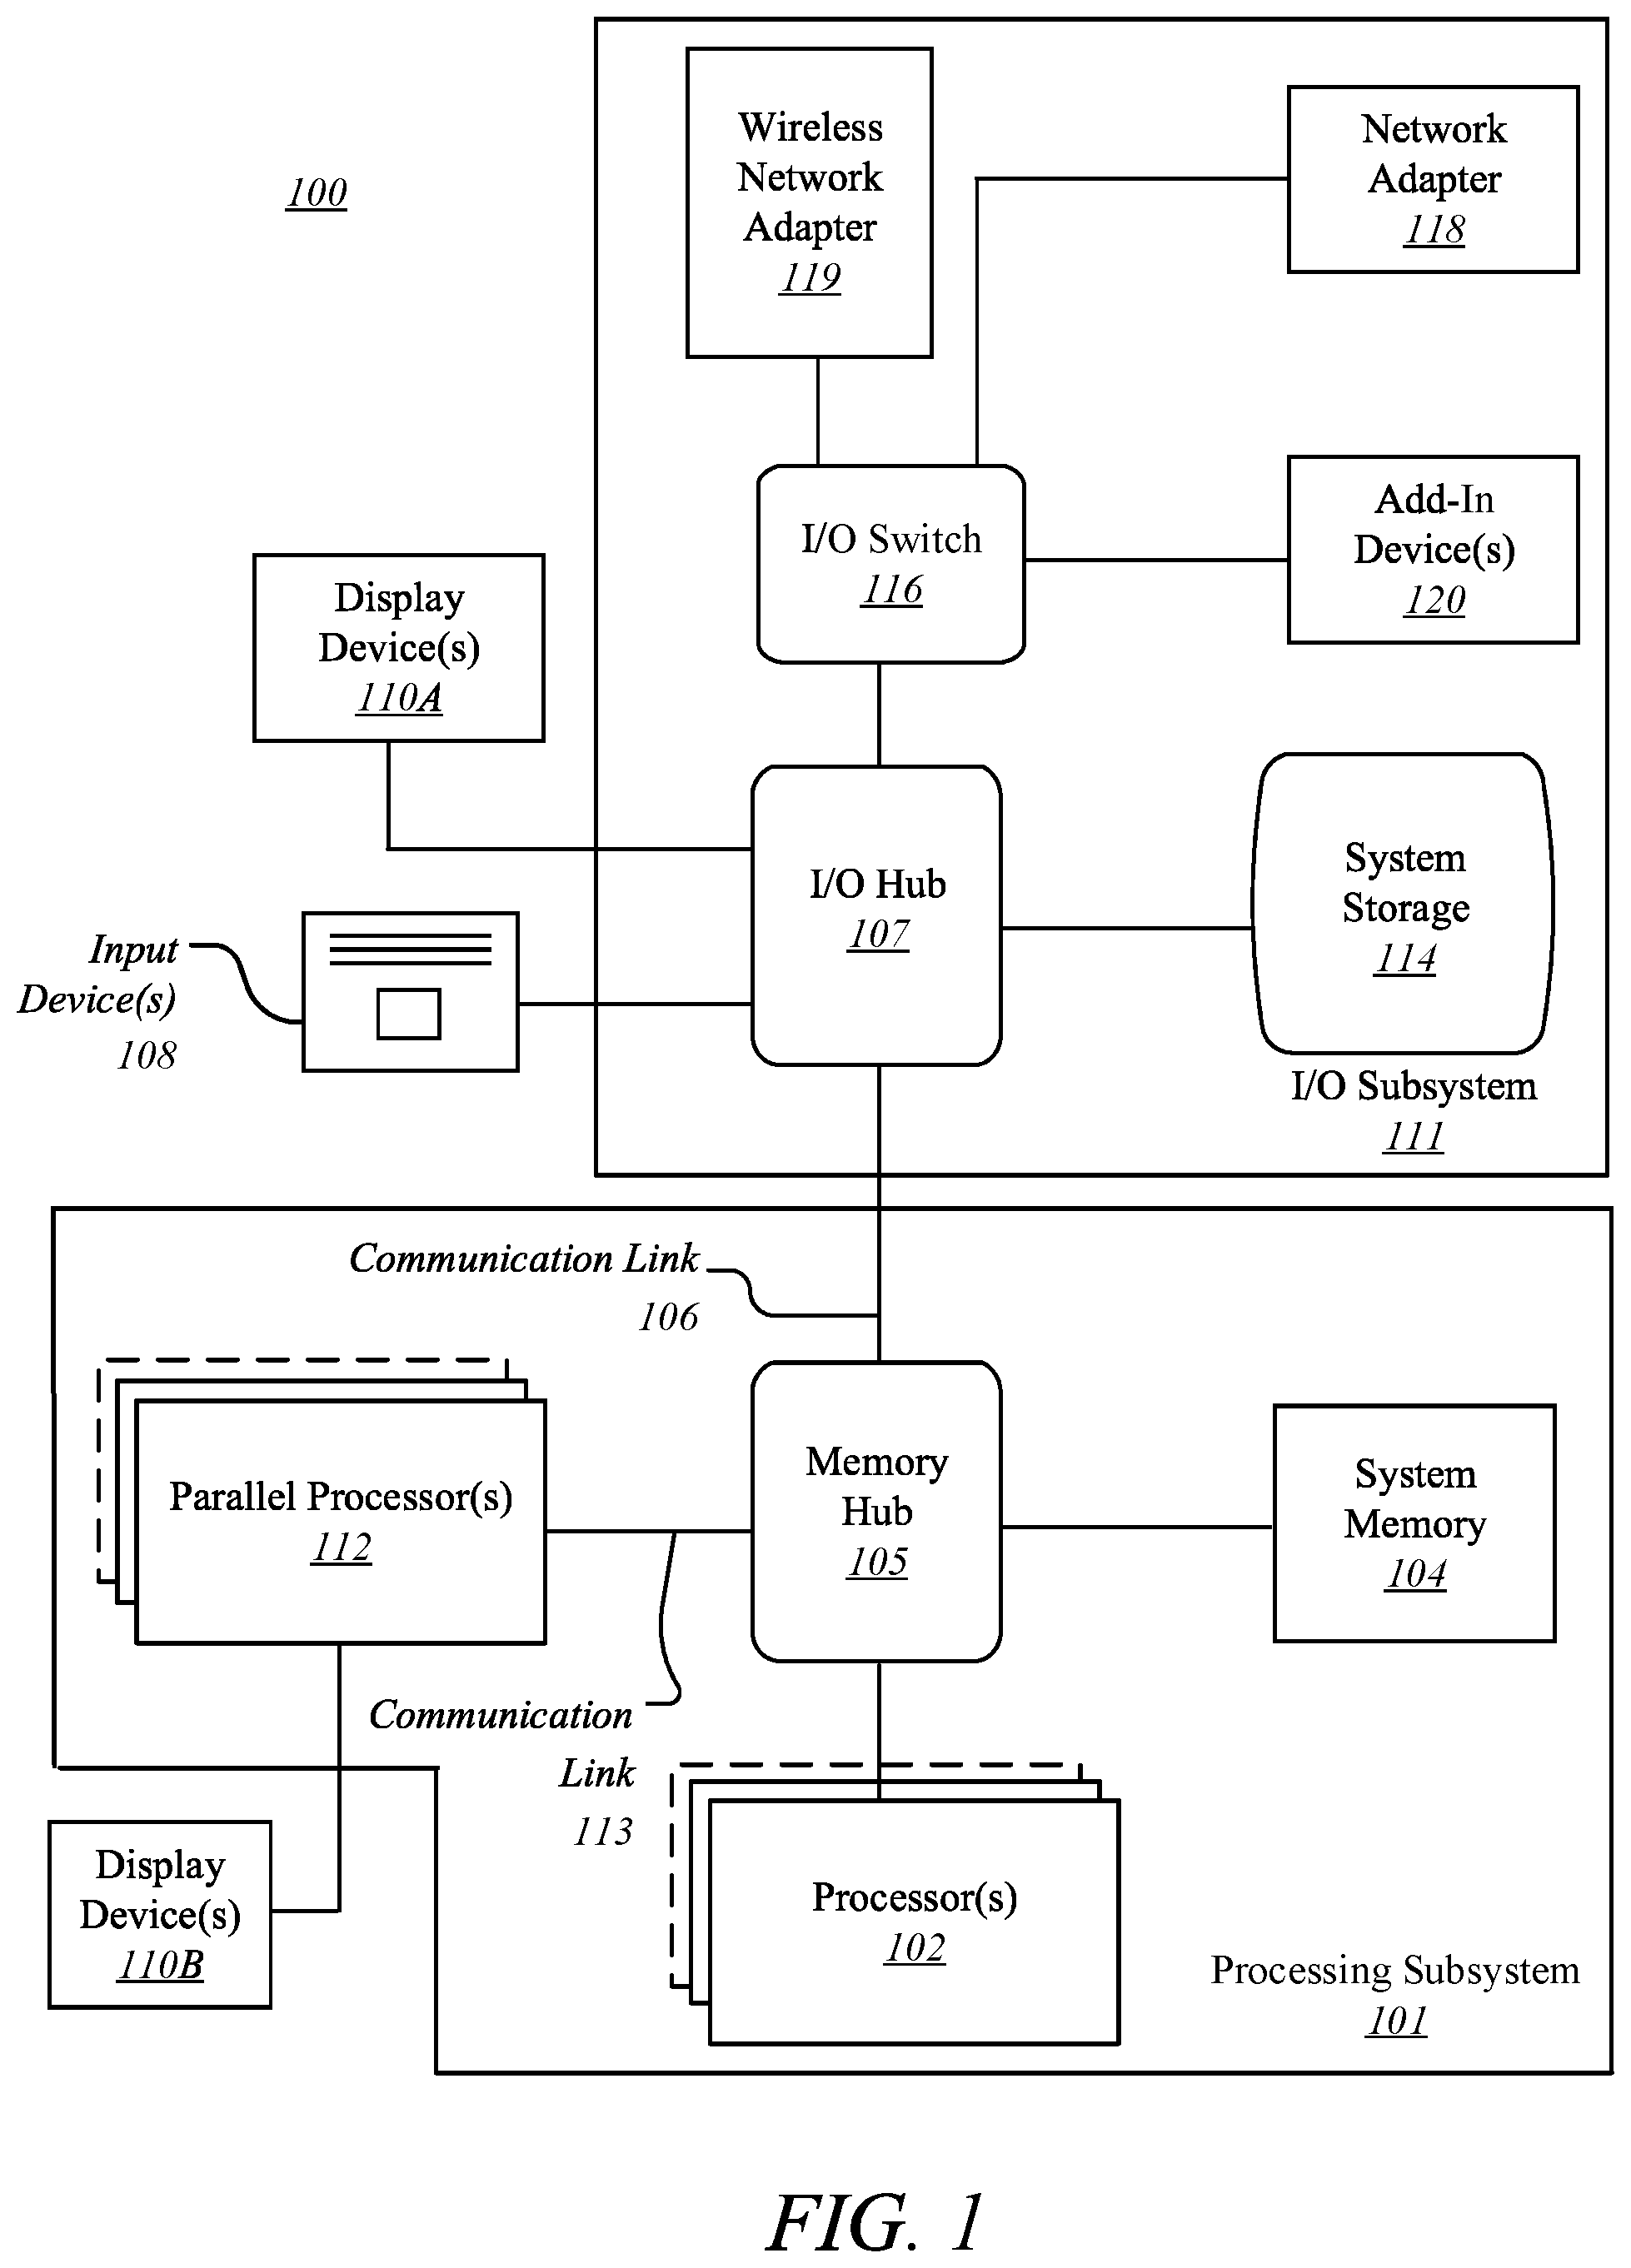 100
Wireless
Network
Adapter
119
Network
Adapter
118
I/O Switch
116
Add-In
Device(s)
120
Display
Device(s)
110A
I/O Hub
107
System
Storage
114
Input
Device(s)
108
I/O Subsystem
111
Communication Link
106
Parallel Processor(s)
112
Memory
Hub
105
System
Memory
104
Communication
Link
113
Display
Device(s)
110B
Processor(s)
102
Processing Subsystem
101
FIG. 1